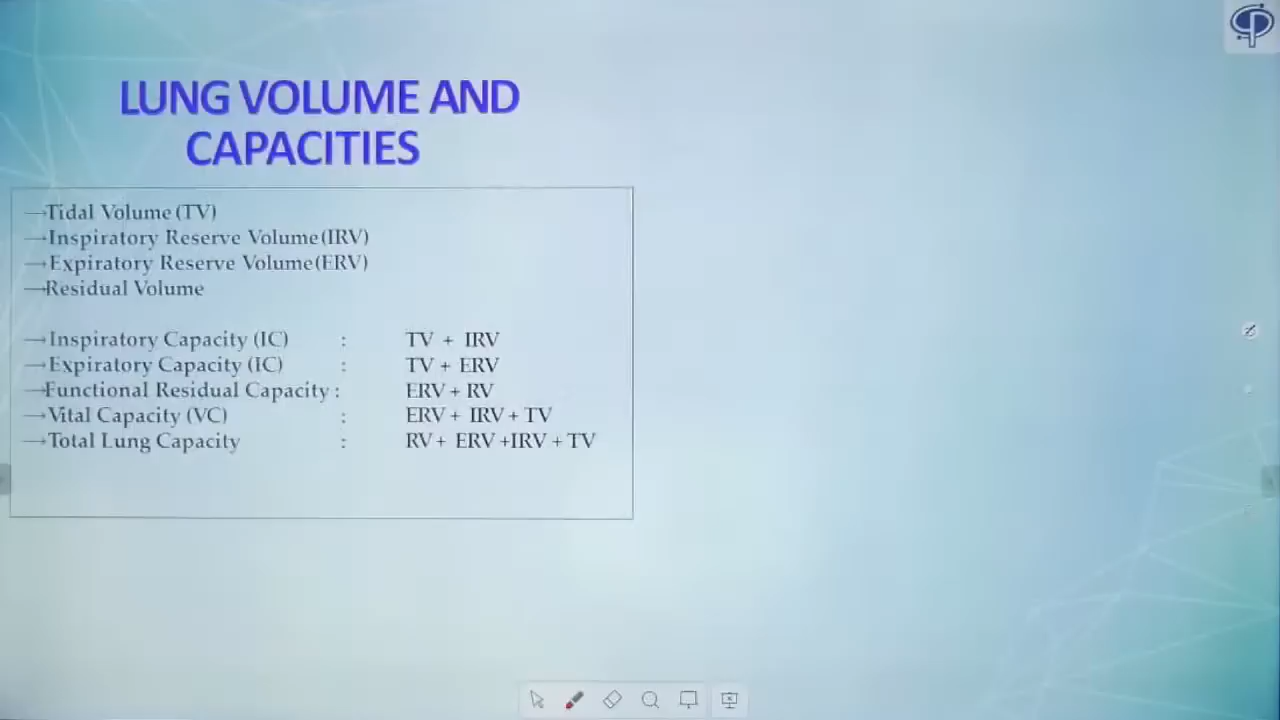 LUNG VOLUME AND
CAPACITIES
→Tidal Volume (TV)
→Inspiratory Reserve Volume(IRV)
→Expiratory Reserve Volume(ERV)
→Residual Volume
→Inspiratory Capacity (IC) : TV + IRV
→Expiratory Capacity (IC) : TV + ERV
→Functional Residual Capacity : ERV + RV
→Vital Capacity (VC) : ERV + IRV + TV
→Total Lung Capacity : RV + ERV +IRV + TV